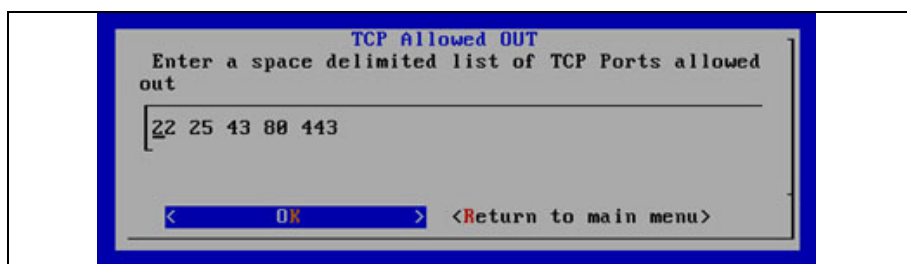 TCP Allowed OUT
Enter a space delimited list of TCP Ports allowed
out
22 25 43 80 443
< OK > <Return to main menu>